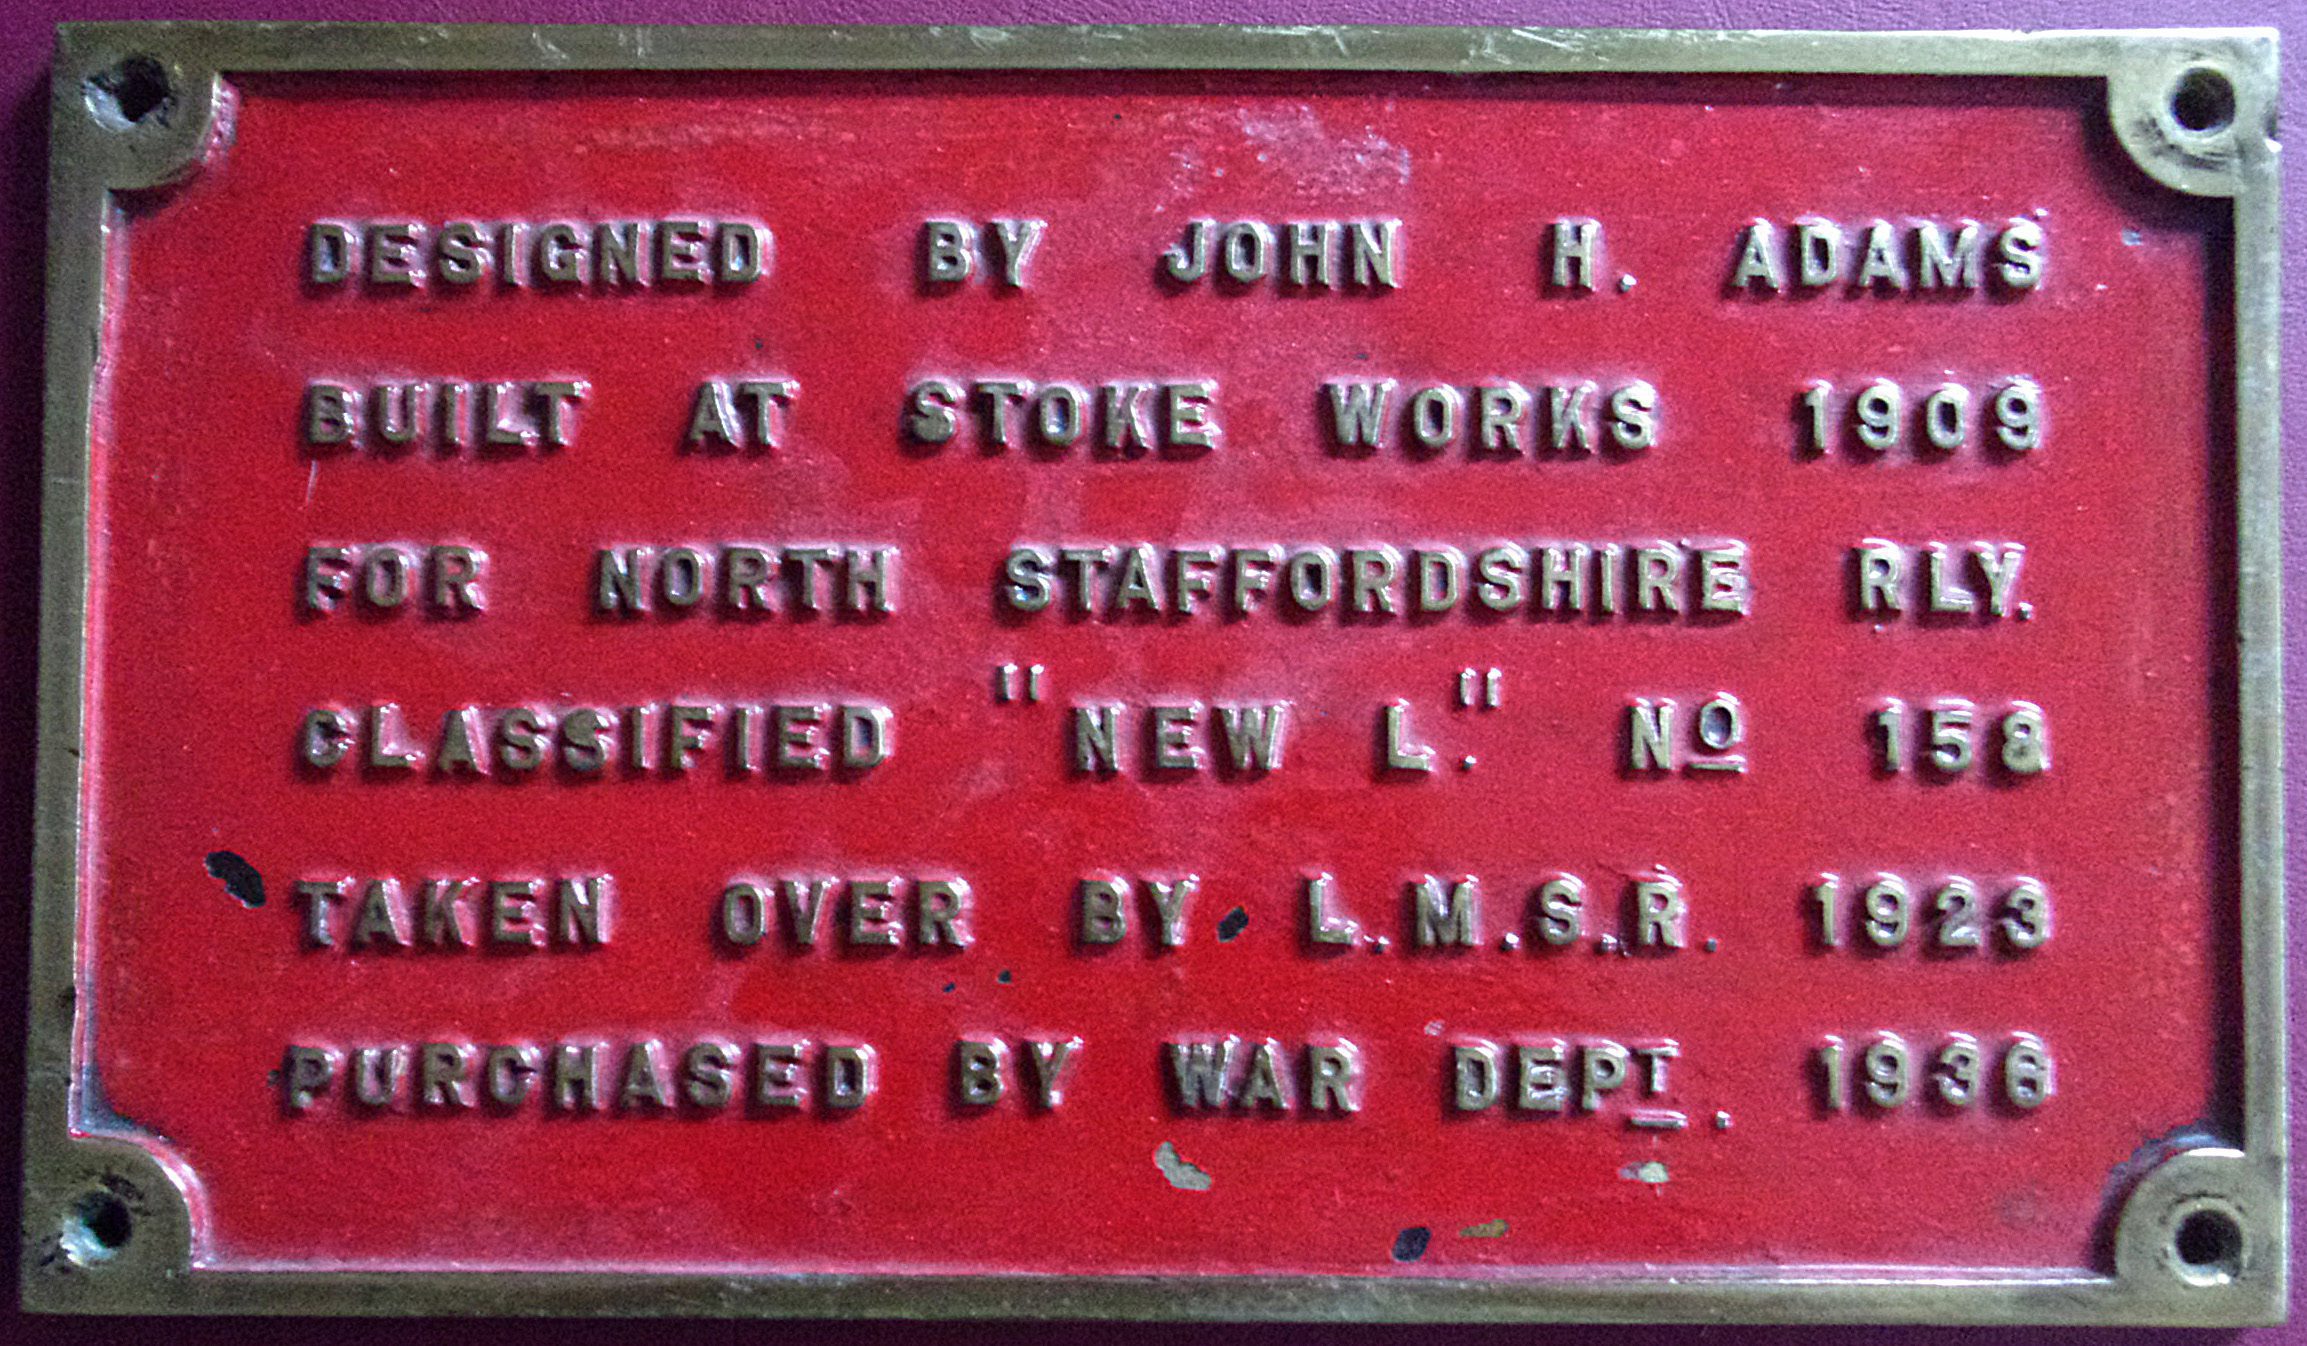 DESIGNED BY JOHN H. ADAMS
BUILT AT STOKE WORKS 1909
FOR NORTH STAFFORDSHIRE RLY.
CLASSIFIED "NEW L." Nº 158
TAKEN OVER BY L.M.S.R. 1923
PURCHASED BY WAR DEPT. 1936